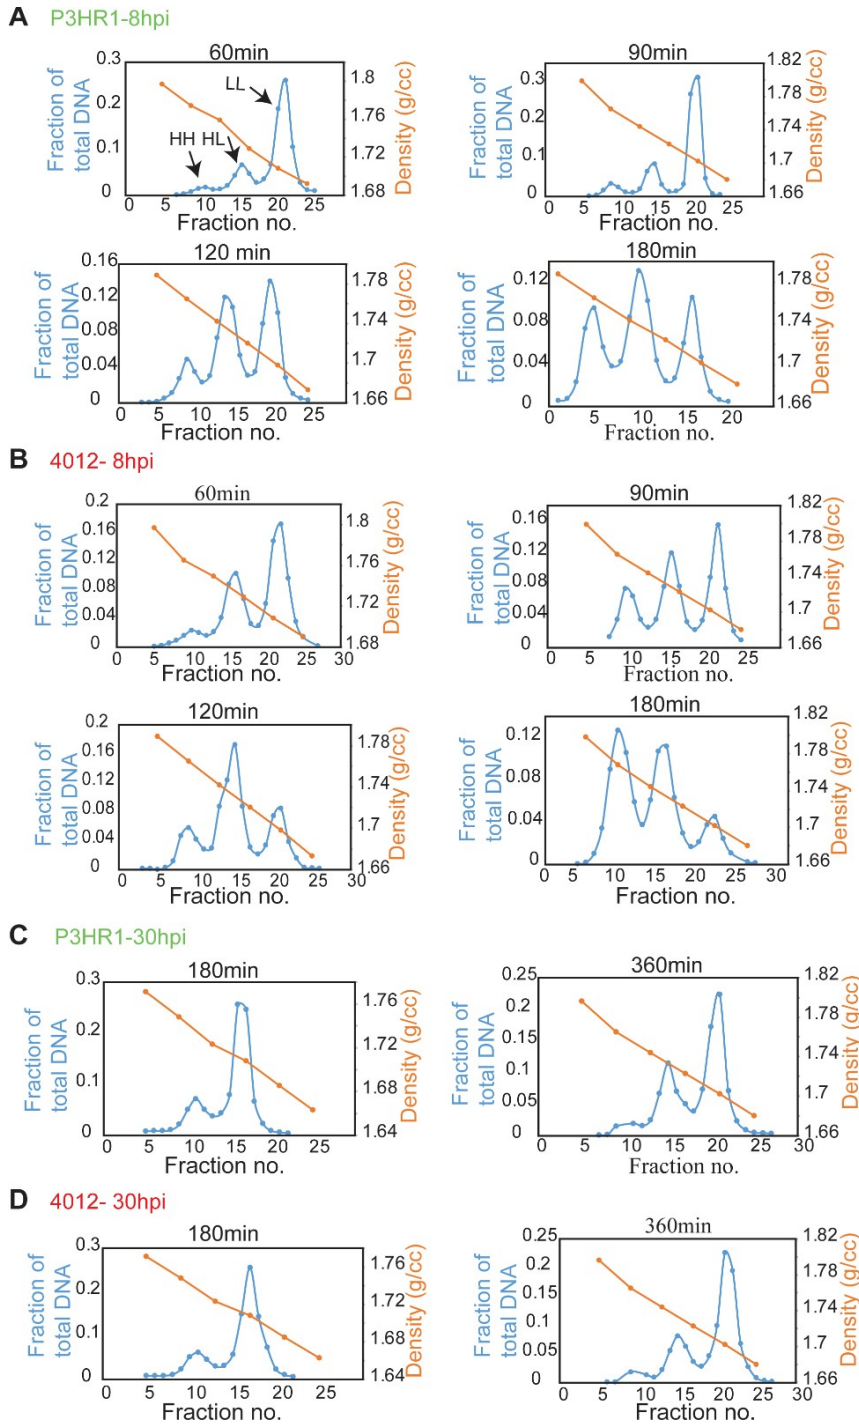 A P3HR1-8hpi
60min
Fraction of
total DNA
0.3
0.2
0.1
0
LL
HH HL
1.8
1.76
1.72
1.68
Density (g/cc)
5 10 15 20 25
Fraction no.
90min
Fraction of
total DNA
0.3
0.2
0.1
0
1.82
1.78
1.74
1.7
1.66
Density (g/cc)
5 10 15 20 25
Fraction no.
120 min
Fraction of
total DNA
0.16
0.12
0.08
0.04
0
1.78
1.74
1.7
1.66
Density (g/cc)
0 5 10 15 20 25
Fraction no.
180min
Fraction of
total DNA
0.12
0.08
0.04
0
1.78
1.74
1.7
1.66
Density (g/cc)
0 5 10 15 20
Fraction no.
B 4012- 8hpi
60min
Fraction of
total DNA
0.2
0.16
0.12
0.08
0.04
0
1.8
1.76
1.72
1.68
Density (g/cc)
0 5 10 15 20 25 30
Fraction no.
90min
Fraction of
total DNA
0.16
0.12
0.08
0.04
0
1.82
1.78
1.74
1.7
1.66
Density (g/cc)
0 5 10 15 20 25
Fraction no.
120min
Fraction of
total DNA
0.2
0.16
0.12
0.08
0.04
0
1.78
1.74
1.7
1.66
Density (g/cc)
0 5 10 15 20 25 30
Fraction no.
180min
Fraction of
total DNA
0.12
0.08
0.04
0
1.82
1.78
1.74
1.7
1.66
Density (g/cc)
0 5 10 15 20 25 30
Fraction no.
C P3HR1-30hpi
180min
Fraction of
total DNA
0.3
0.2
0.1
0
1.76
1.72
1.68
1.64
Density (g/cc)
0 5 10 15 20 25
Fraction no.
360min
Fraction of
total DNA
0.25
0.2
0.15
0.1
0.05
0
1.82
1.78
1.74
1.7
1.66
Density (g/cc)
0 5 10 15 20 25 30
Fraction no.
D 4012- 30hpi
180min
Fraction of
total DNA
0.3
0.2
0.1
0
1.76
1.72
1.68
1.64
Density (g/cc)
0 5 10 15 20 25
Fraction no.
360min
Fraction of
total DNA
0.25
0.2
0.15
0.1
0.05
0
1.82
1.78
1.74
1.7
1.66
Density (g/cc)
0 5 10 15 20 25 30
Fraction no.